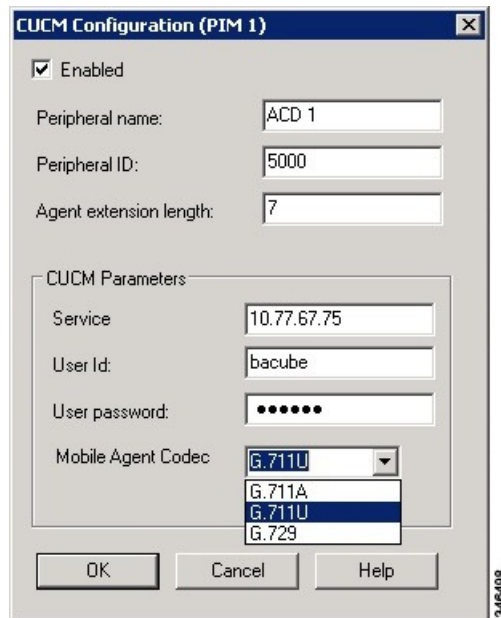 CUCM Configuration (PIM 1)
Enabled
Peripheral name: ACD 1
Peripheral ID: 5000
Agent extension length: 7
CUCM Parameters
Service 10.77.67.75
User Id: bacube
User password: ••••••
Mobile Agent Codec G.711U
G.711A
G.711U
G.729
OK Cancel Help
346498